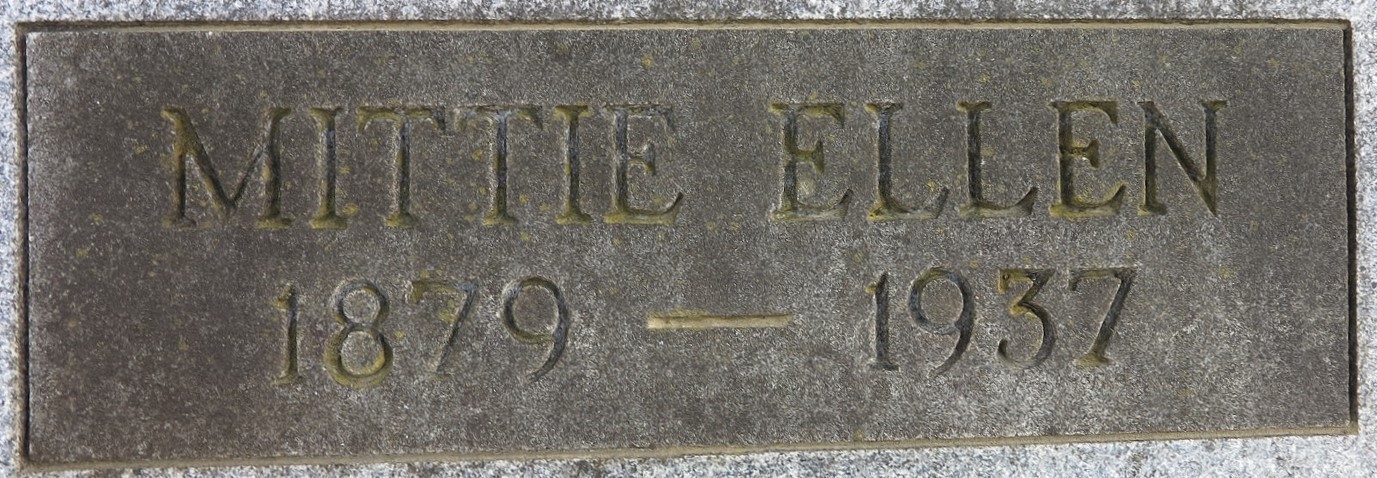 MITTIE ELLEN
1879 — 1937